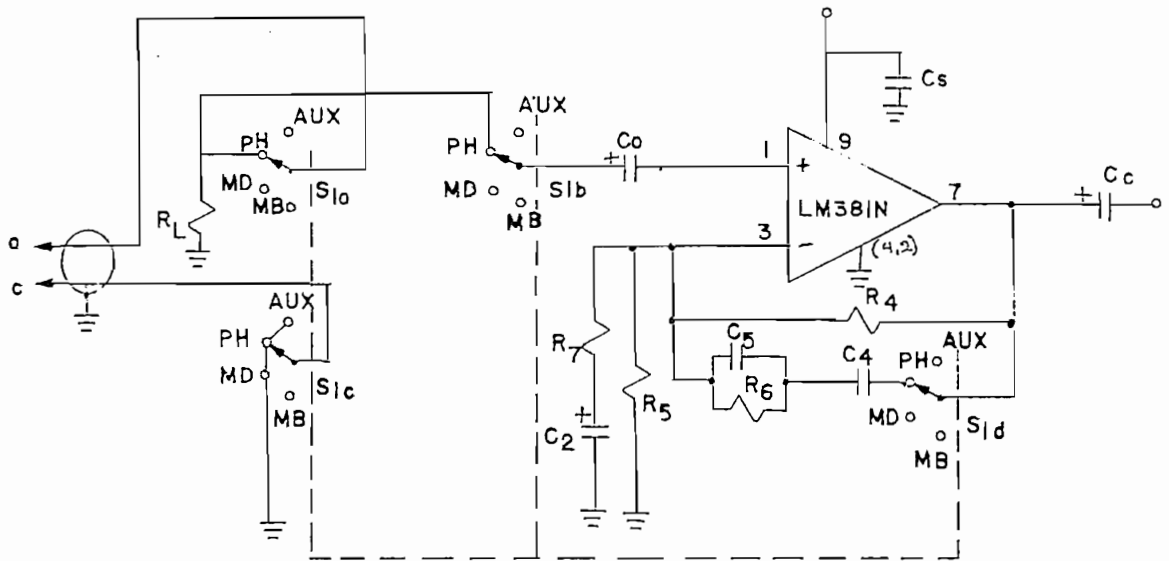 AUX
PH
MD
MB
S1a
RL
a
c
AUX
PH
MD
MB
S1c
AUX
PH
MD
MB
S1b
Co
+
1
+
3
-
LM381N
9
7
(4,2)
Cs
Cc
+
R4
C5
R6
C4
AUX
PH
MD
MB
S1d
R7
R5
C2
+